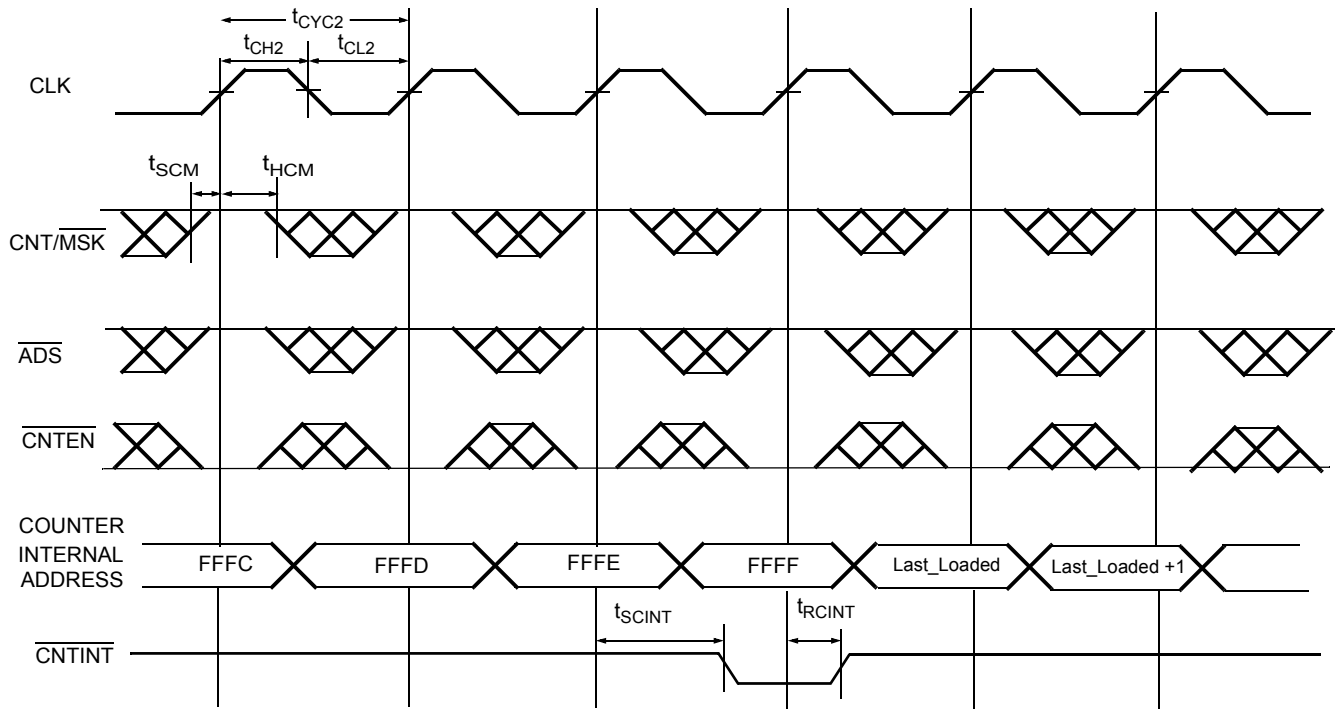 tCYC2
tCH2
tCL2
CLK
tSCM
tHCM
CNT/MSK
ADS
CNTEN
COUNTER
INTERNAL
ADDRESS
FFFC
FFFD
FFFE
FFFF
Last_Loaded
Last_Loaded +1
tSCINT
tRCINT
CNTINT